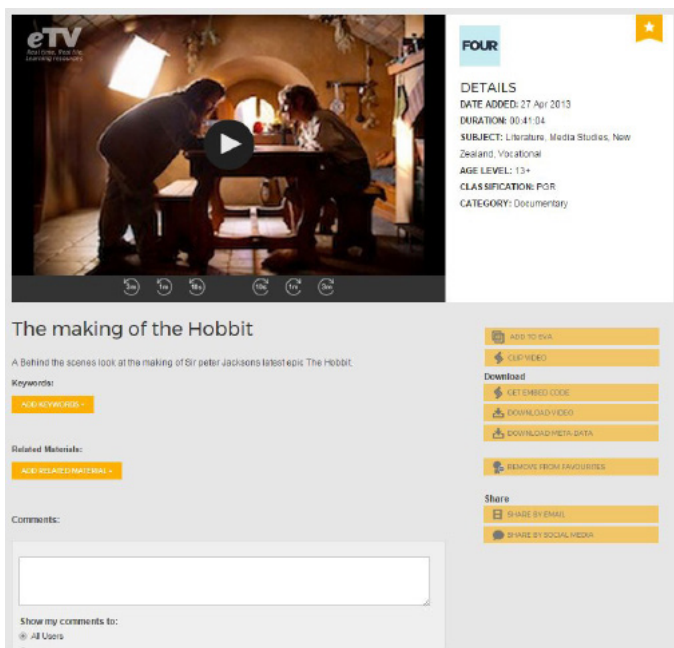 eTV
Real time, Real life,
Learning resources
FOUR
DETAILS
DATE ADDED: 27 Apr 2013
DURATION: 00:41:04
SUBJECT: Literature, Media Studies, New
Zealand, Vocational
AGE LEVEL: 13+
CLASSIFICATION: PGR
CATEGORY: Documentary
3m 1m 10s 10s 1m 3m
The making of the Hobbit
A Behind the scenes look at the making of Sir peter Jacksons latest epic The Hobbit.
Keywords:
ADD KEYWORDS +
Related Materials:
ADD RELATED MATERIAL +
Comments:
Show my comments to:
All Users
ADD TO EVA
CLIP VIDEO
Download
GET EMBED CODE
DOWNLOAD VIDEO
DOWNLOAD META-DATA
REMOVE FROM FAVOURITES
Share
SHARE BY EMAIL
SHARE BY SOCIAL MEDIA